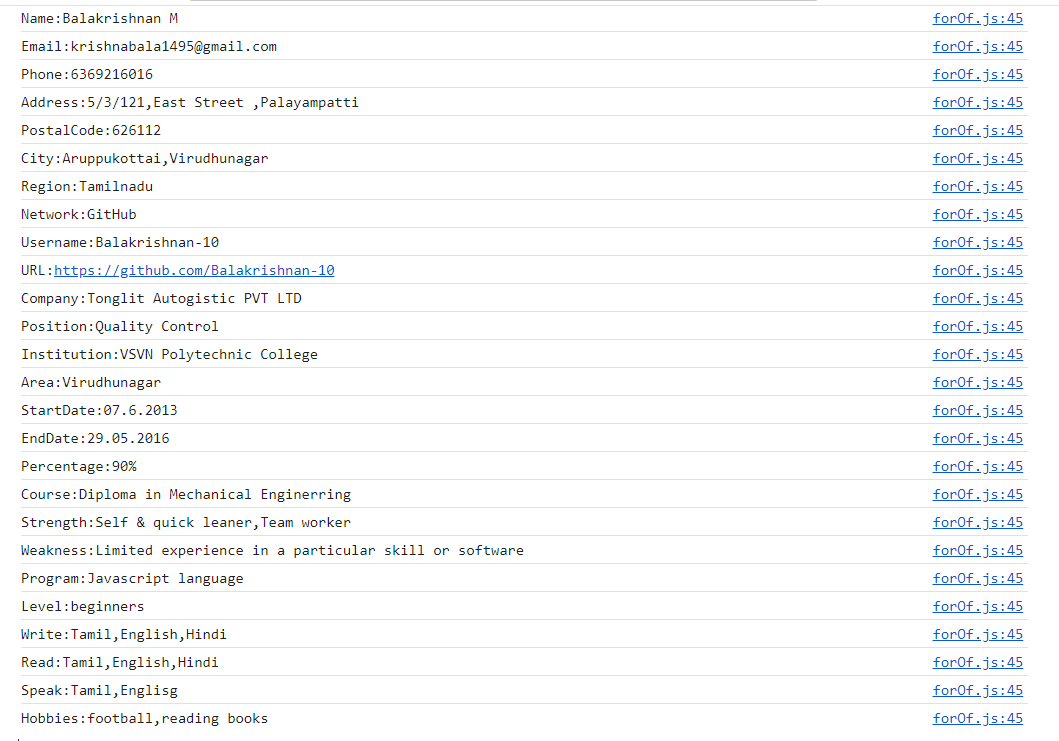 Name:Balakrishnan M forOf.js:45
Email:krishnabala1495@gmail.com forOf.js:45
Phone:6369216016 forOf.js:45
Address:5/3/121,East Street ,Palayampatti forOf.js:45
PostalCode:626112 forOf.js:45
City:Aruppukottai,Virudhunagar forOf.js:45
Region:Tamilnadu forOf.js:45
Network:GitHub forOf.js:45
Username:Balakrishnan-10 forOf.js:45
URL:https://github.com/Balakrishnan-10 forOf.js:45
Company:Tonglit Autogistic PVT LTD forOf.js:45
Position:Quality Control forOf.js:45
Institution:VSVN Polytechnic College forOf.js:45
Area:Virudhunagar forOf.js:45
StartDate:07.6.2013 forOf.js:45
EndDate:29.05.2016 forOf.js:45
Percentage:90% forOf.js:45
Course:Diploma in Mechanical Enginerring forOf.js:45
Strength:Self & quick leaner,Team worker forOf.js:45
Weakness:Limited experience in a particular skill or software forOf.js:45
Program:Javascript language forOf.js:45
Level:beginners forOf.js:45
Write:Tamil,English,Hindi forOf.js:45
Read:Tamil,English,Hindi forOf.js:45
Speak:Tamil,Englisg forOf.js:45
Hobbies:football,reading books forOf.js:45